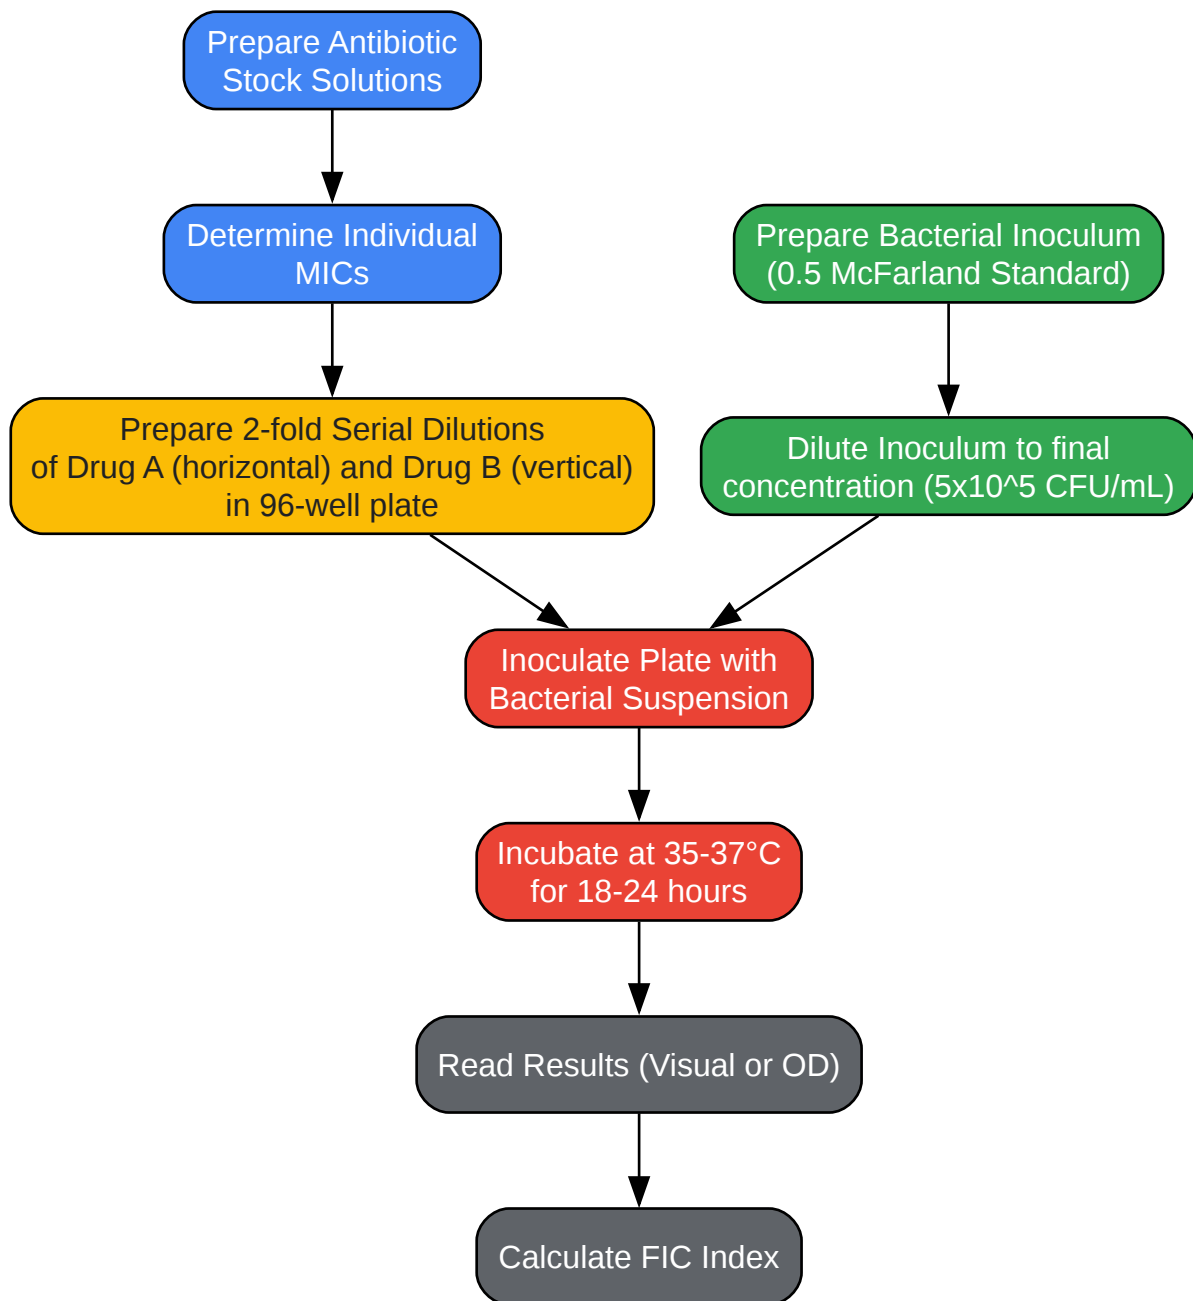 Prepare Antibiotic
Stock Solutions
Determine Individual
MICs
Prepare Bacterial Inoculum
(0.5 McFarland Standard)
Prepare 2-fold Serial Dilutions
of Drug A (horizontal) and Drug B (vertical)
in 96-well plate
Dilute Inoculum to final
concentration (5x10^5 CFU/mL)
Inoculate Plate with
Bacterial Suspension
Incubate at 35-37°C
for 18-24 hours
Read Results (Visual or OD)
Calculate FIC Index